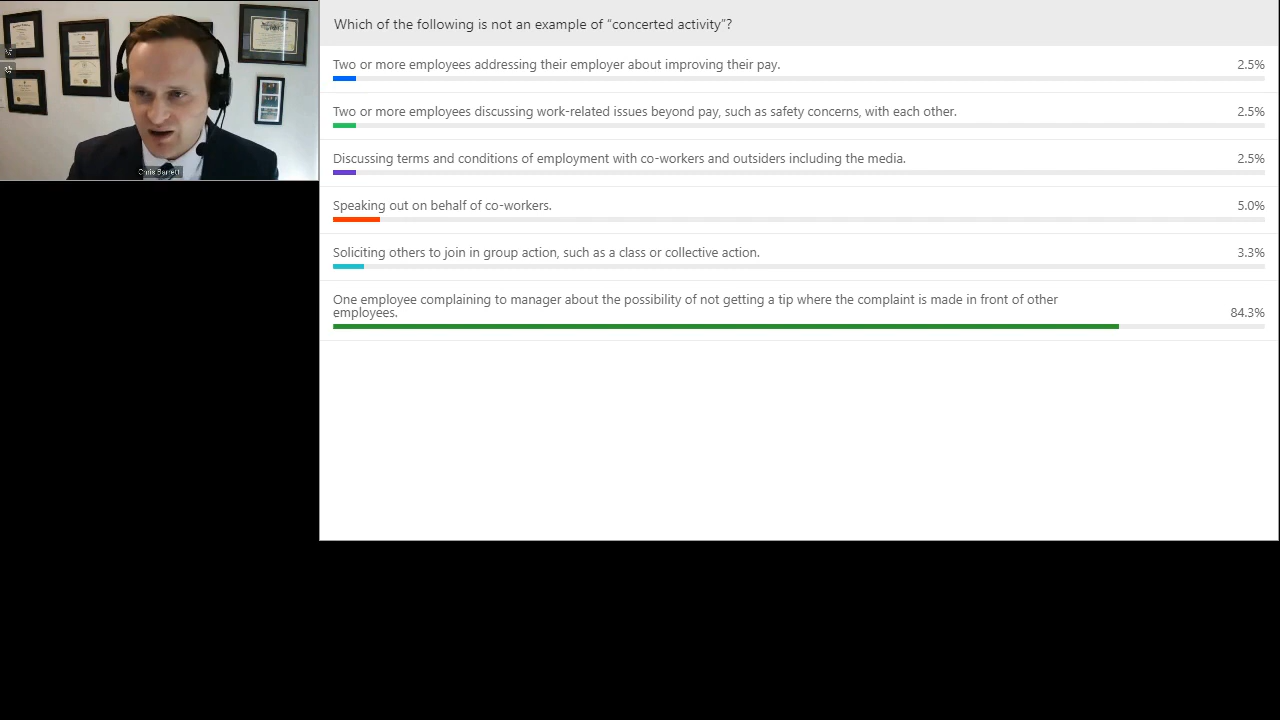 Which of the following is not an example of “concerted activity”?
Two or more employees addressing their employer about improving their pay.
2.5%
Two or more employees discussing work-related issues beyond pay, such as safety concerns, with each other.
2.5%
Discussing terms and conditions of employment with co-workers and outsiders including the media.
2.5%
Speaking out on behalf of co-workers.
5.0%
Soliciting others to join in group action, such as a class or collective action.
3.3%
One employee complaining to manager about the possibility of not getting a tip where the complaint is made in front of other
employees.
84.3%
Chris Barrett